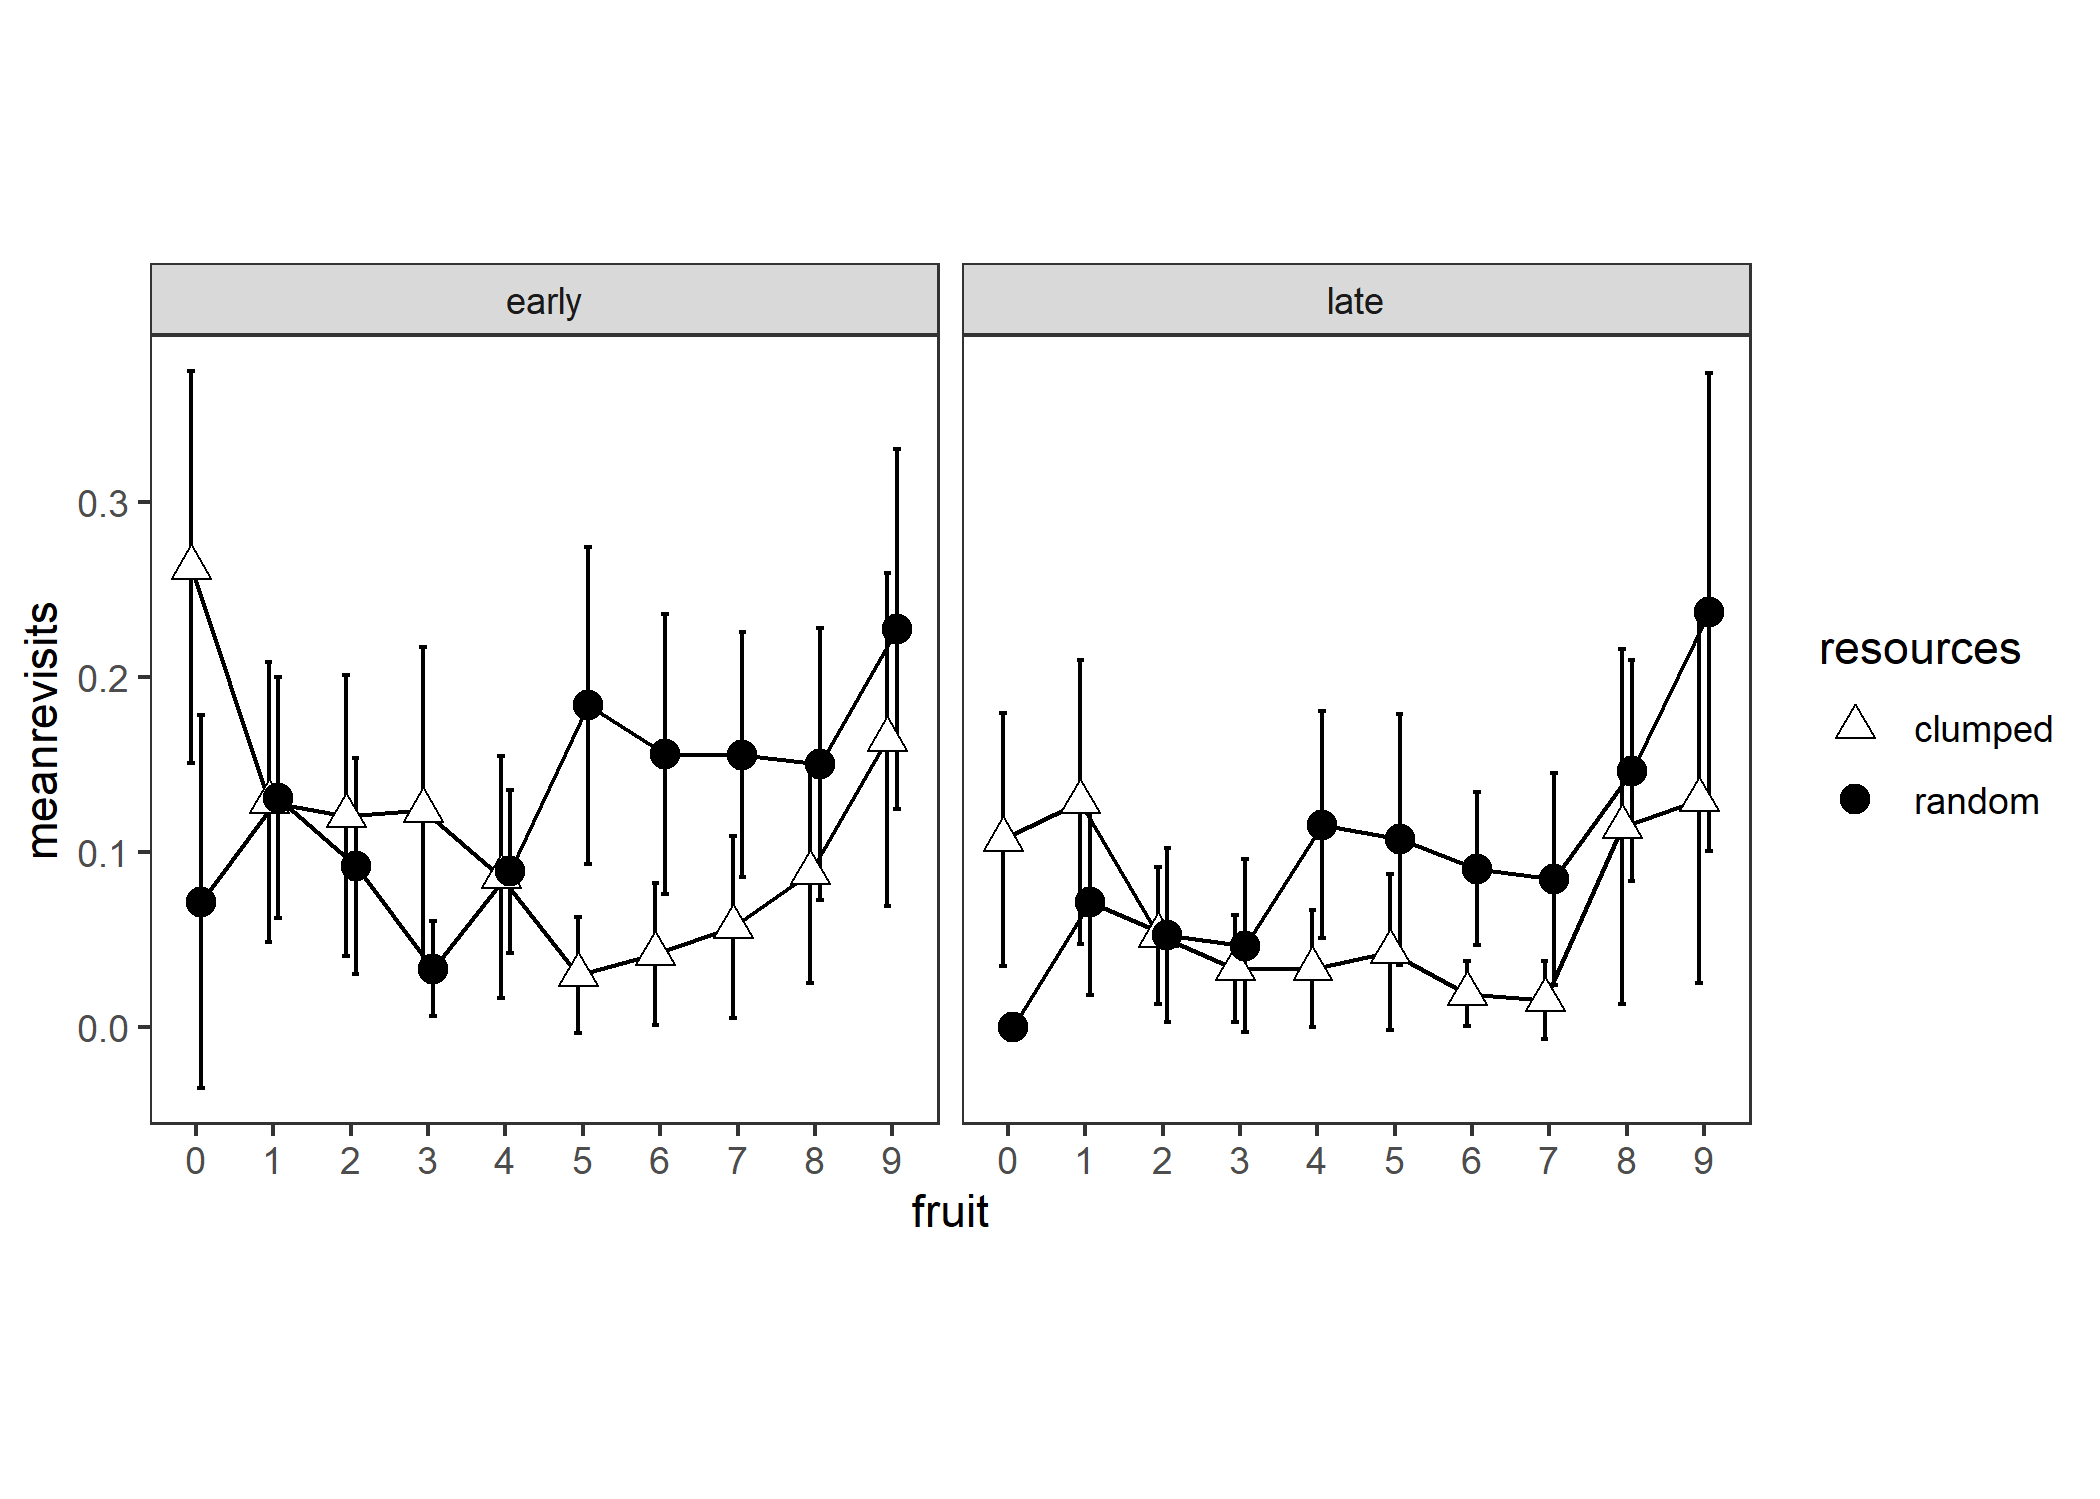 early
late
0.3
0.2
0.1
0.0
meanrevisits
0 1 2 3 4 5 6 7 8 9
0 1 2 3 4 5 6 7 8 9
fruit
resources
clumped
random